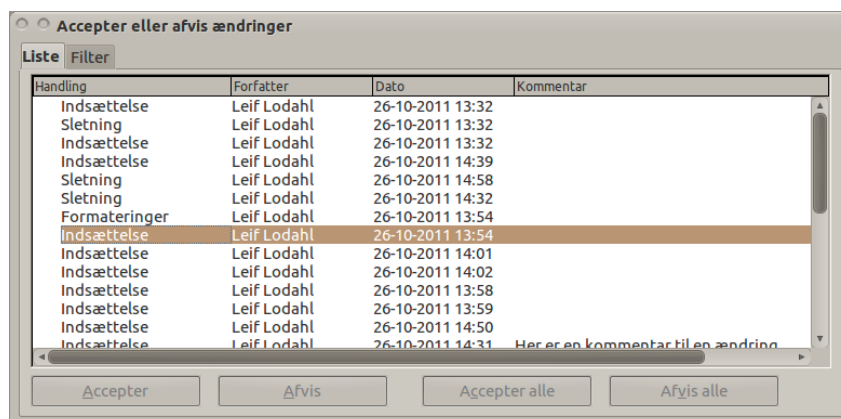 Accepter eller afvis ændringer
Liste Filter
Handling Forfatter Dato Kommentar
Indsættelse Leif Lodahl 26-10-2011 13:32
Sletning Leif Lodahl 26-10-2011 13:32
Indsættelse Leif Lodahl 26-10-2011 13:32
Indsættelse Leif Lodahl 26-10-2011 14:39
Sletning Leif Lodahl 26-10-2011 14:58
Sletning Leif Lodahl 26-10-2011 14:32
Formateringer Leif Lodahl 26-10-2011 13:54
Indsættelse Leif Lodahl 26-10-2011 13:54
Indsættelse Leif Lodahl 26-10-2011 14:01
Indsættelse Leif Lodahl 26-10-2011 14:02
Indsættelse Leif Lodahl 26-10-2011 13:58
Indsættelse Leif Lodahl 26-10-2011 13:59
Indsættelse Leif Lodahl 26-10-2011 14:50
Indsættelse Leif Lodahl 26-10-2011 14:31 Her er en kommentar til en ændring
Accepter Afvis Accepter alle Afvis alle